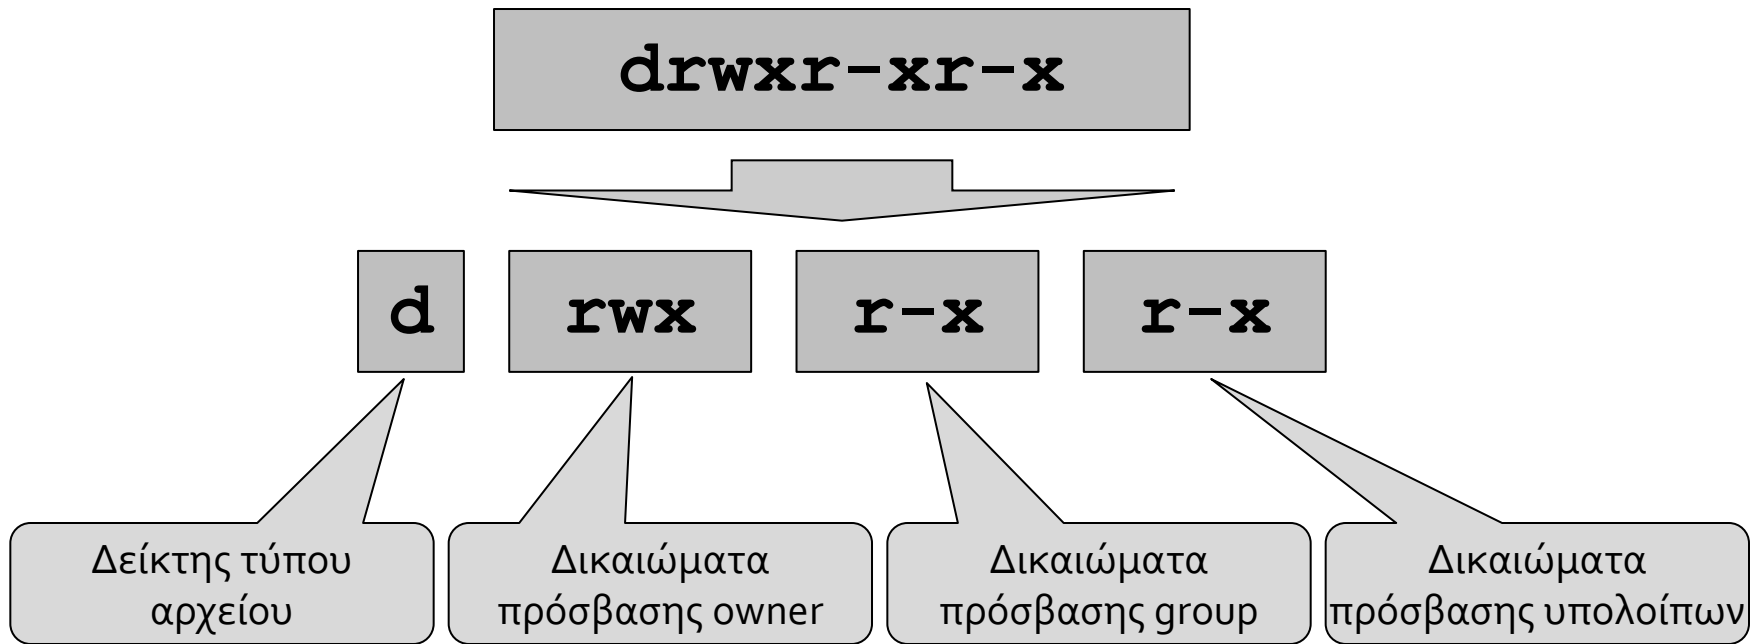 drwxr-xr-x
d
rwx
r-x
r-x
Δείκτης τύπου
αρχείου
Δικαιώματα
πρόσβασης owner
Δικαιώματα
πρόσβασης group
Δικαιώματα
πρόσβασης υπολοίπων